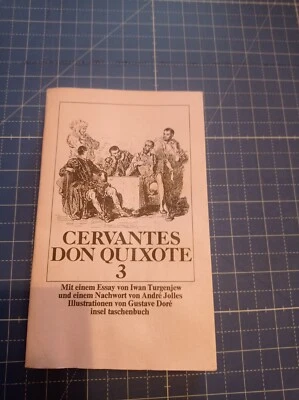 CERVANTES
DON QUIXOTE
3
Mit einem Essay von Iwan Turgenjew
und einem Nachwort von André Jolles
Illustrationen von Gustave Doré
insel taschenbuch